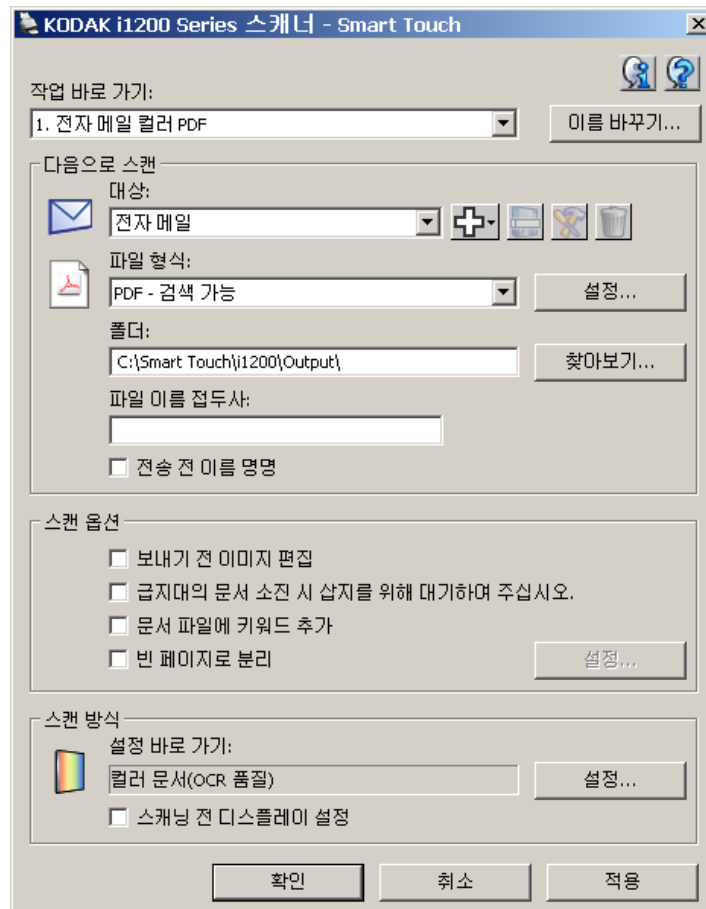 KODAK i1200 Series 스캐너 - Smart Touch
작업 바로 가기:
1. 전자 메일 컬러 PDF
이름 바꾸기...
다음으로 스캔
대상:
전자 메일
파일 형식:
PDF - 검색 가능
설정...
폴더:
C:\Smart Touch\i1200\Output\
찾아보기...
파일 이름 접두사:
전송 전 이름 명명
스캔 옵션
보내기 전 이미지 편집
급지대의 문서 소진 시 삽지를 위해 대기하여 주십시오.
문서 파일에 키워드 추가
빈 페이지로 분리
설정...
스캔 방식
설정 바로 가기:
컬러 문서(OCR 품질)
설정...
스캐닝 전 디스플레이 설정
확인
취소
적용